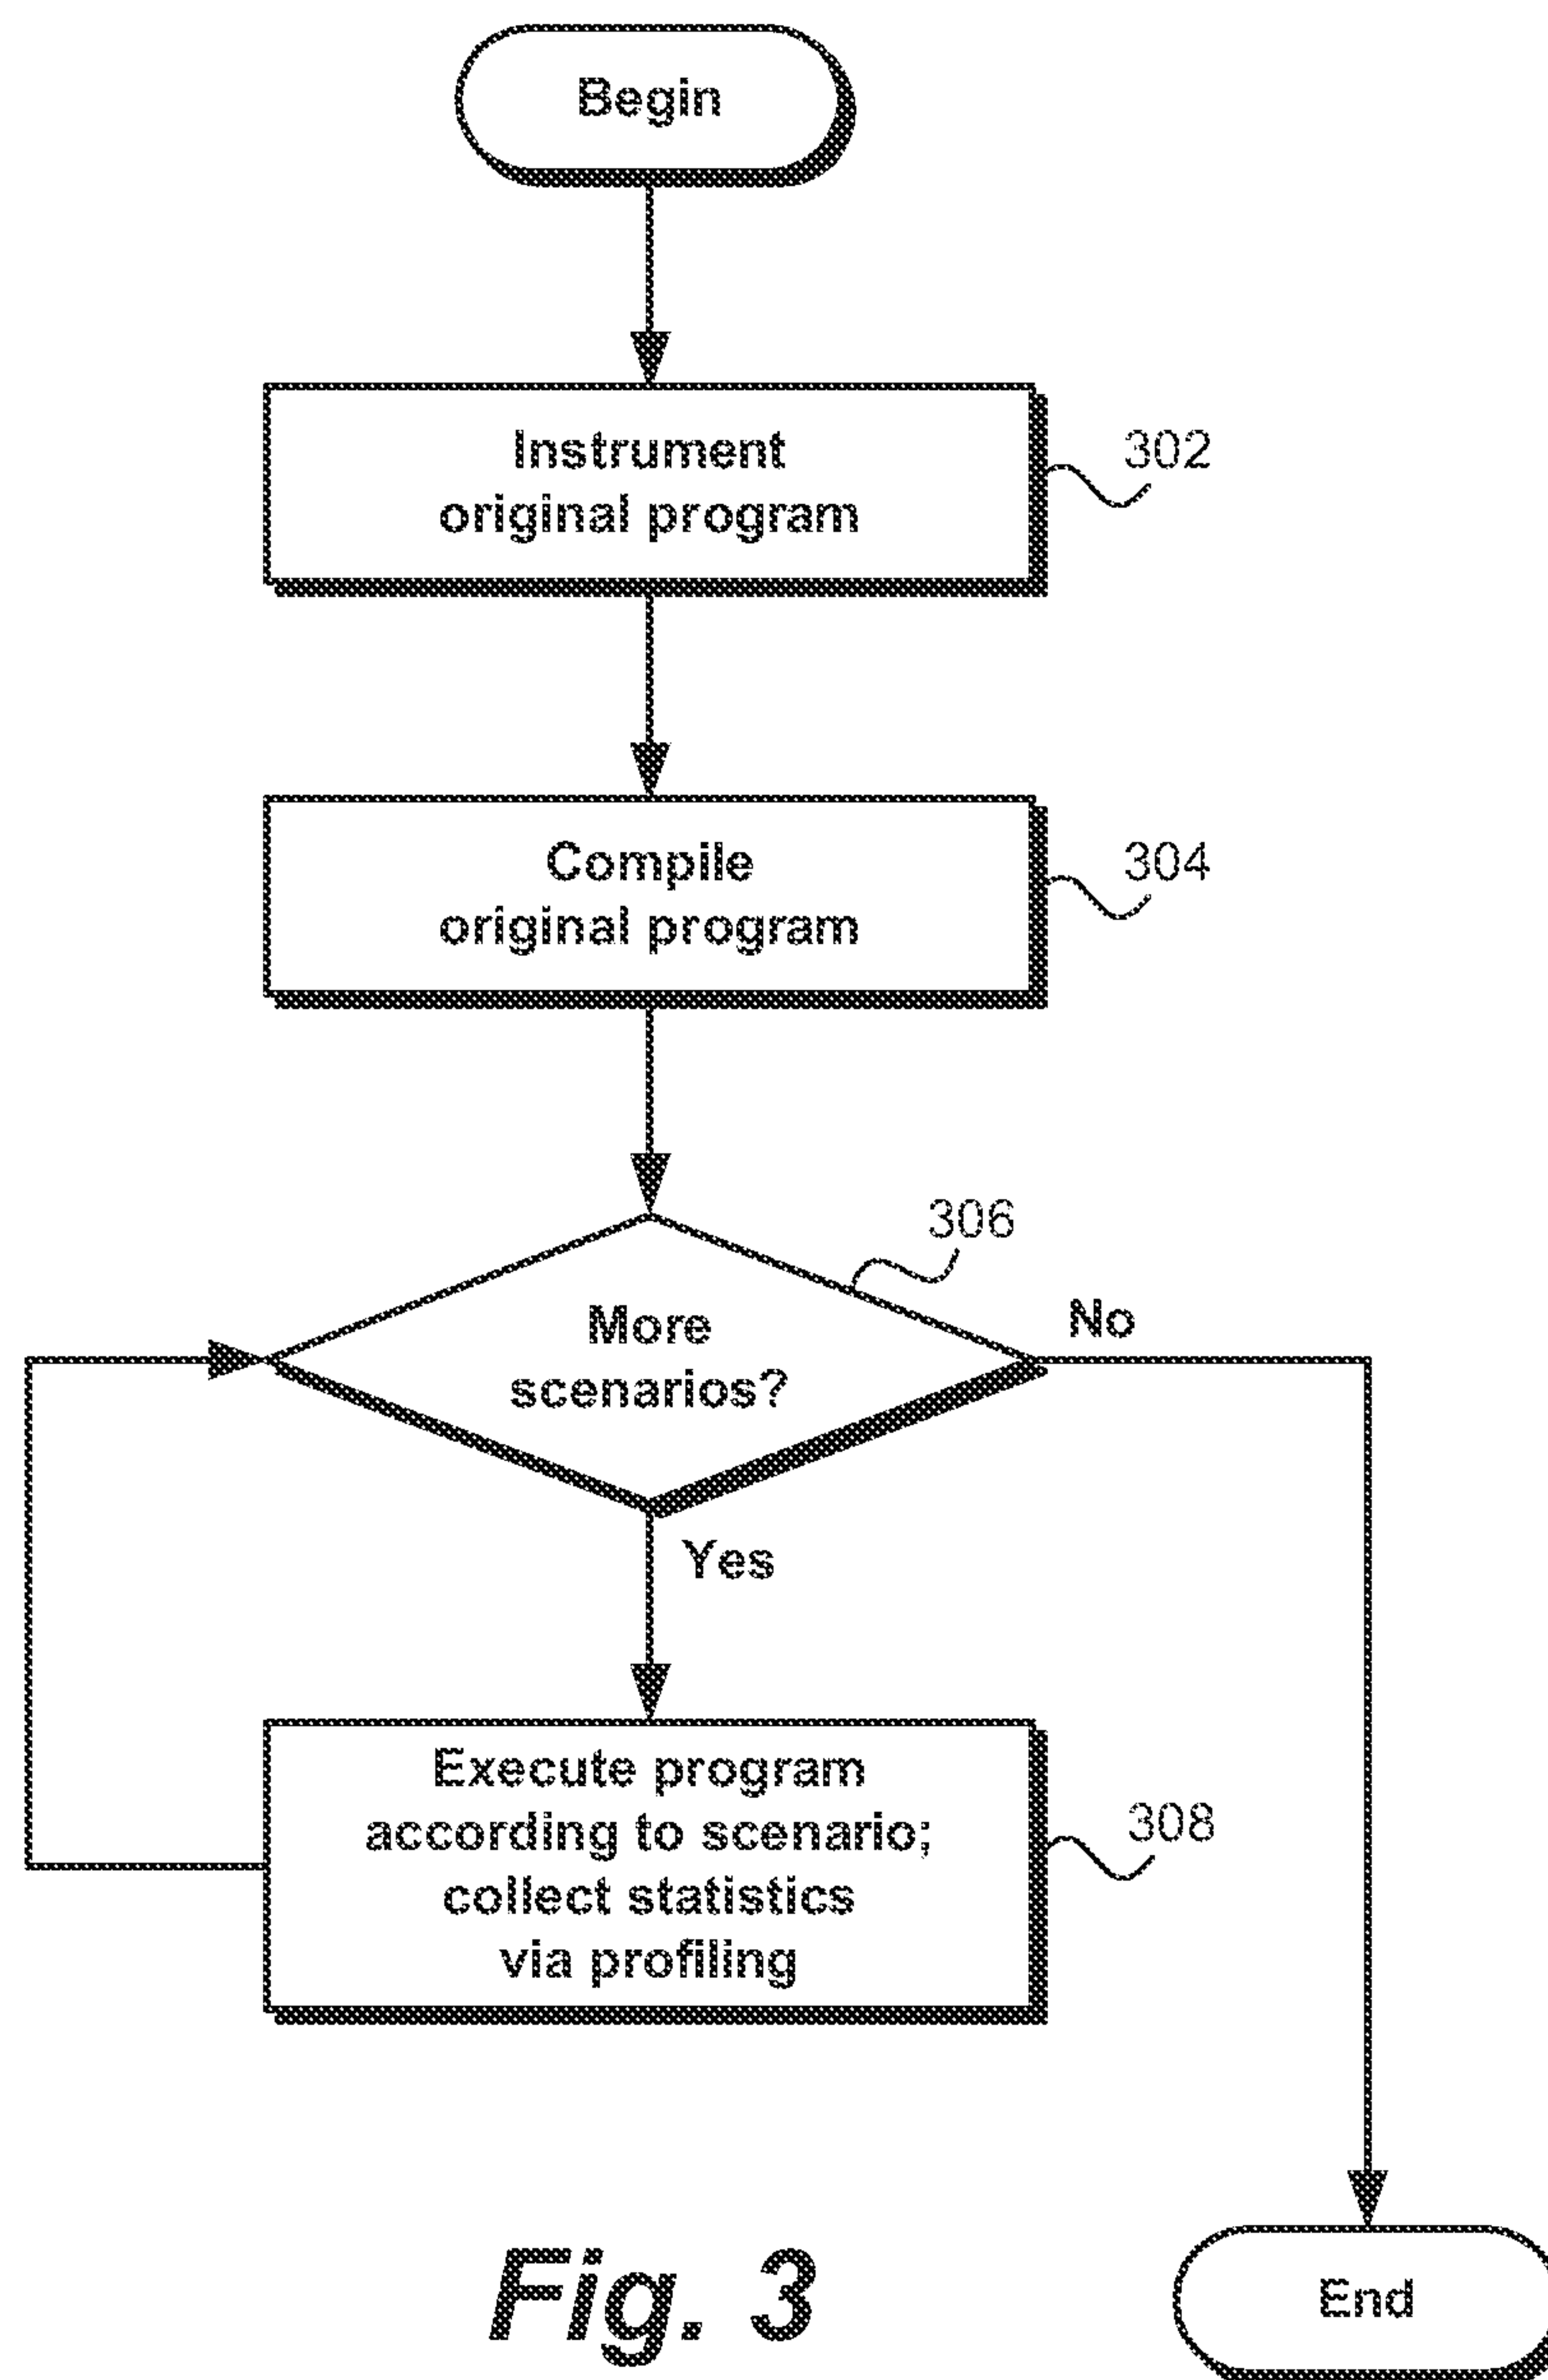 Begin
Instrument
original program
302
Compile
original program
304
306
More
scenarios?
No
Yes
Execute program
according to scenario;
collect statistics
via profiling
308
Fig. 3
End